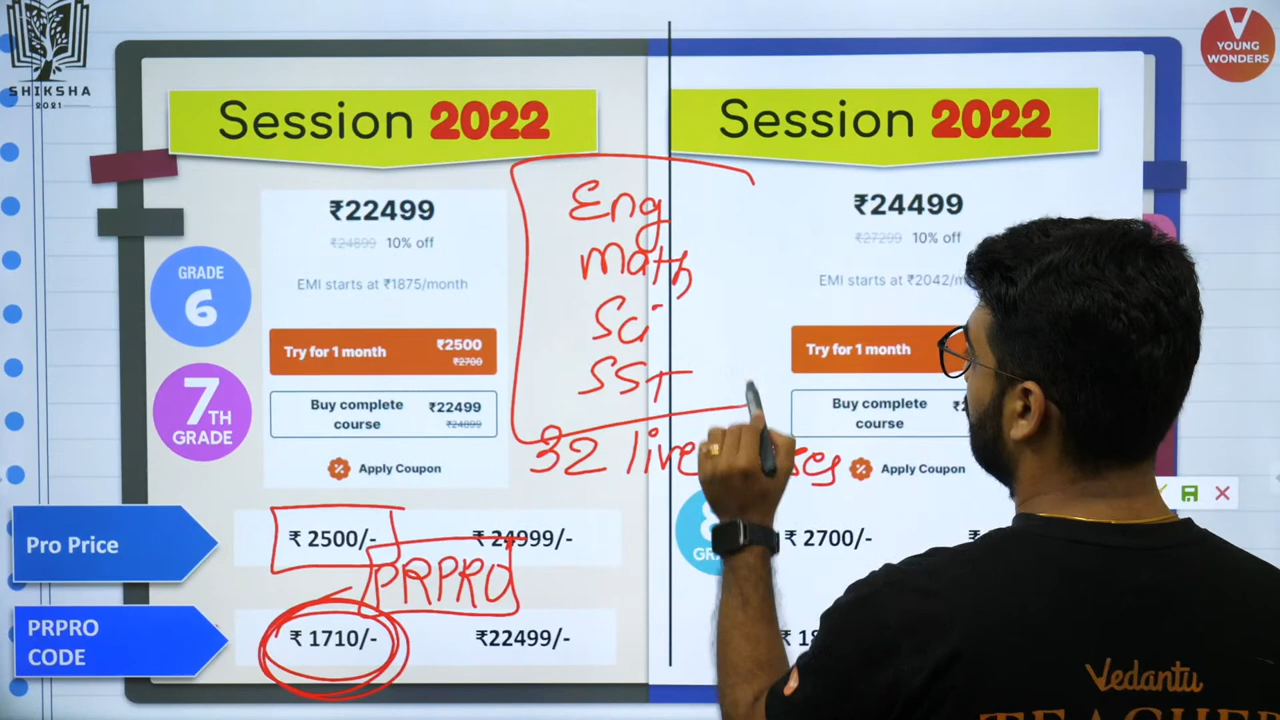 SHIKSHA
2021
YOUNG
WONDERS
Session 2022
Session 2022
₹22499
₹24899 10% off
EMI starts at ₹1875/month
GRADE
6
Try for 1 month ₹2500
₹2700
7TH
GRADE
Buy complete ₹22499
course ₹24899
Apply Coupon
Eng
Math
Sci
SST
32 live
₹24499
₹27299 10% off
EMI starts at ₹2042/m
Try for 1 month
Buy complete
course
Apply Coupon
Pro Price
₹ 2500/- ₹ 24999/-
₹ 2700/-
PRPRO
PRPRO
CODE
₹ 1710/- ₹22499/-
Vedantu